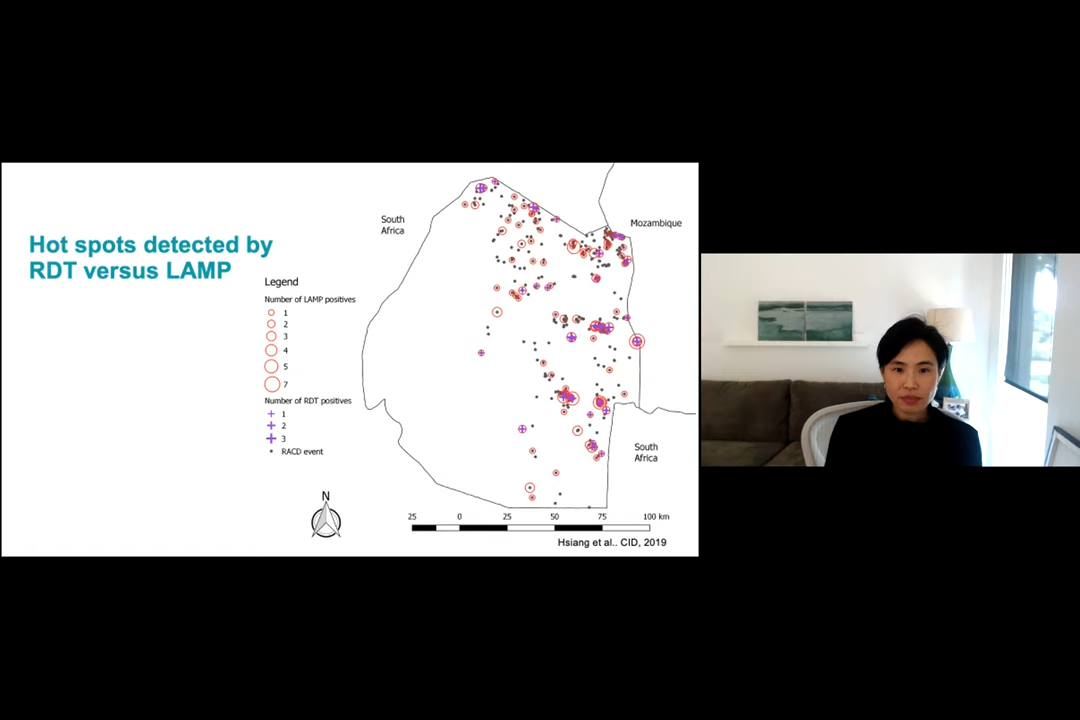 Hot spots detected by
RDT versus LAMP
Legend
Number of LAMP positives
1
2
3
4
5
7
Number of RDT positives
1
2
3
RACD event
N
South
Africa
Mozambique
South
Africa
25 0 25 50 75 100 km
Hsiang et al.. CID, 2019